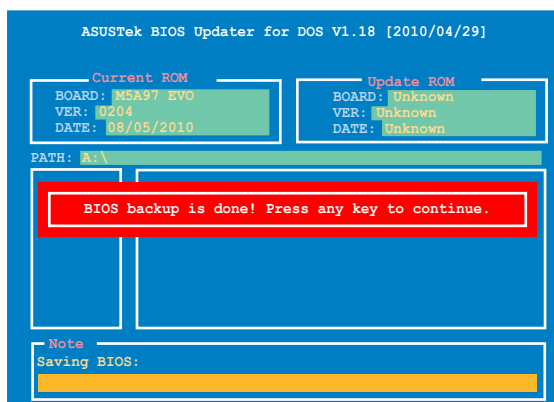 ASUSTek BIOS Updater for DOS V1.18 [2010/04/29]
Current ROM
BOARD: M5A97 EVO
VER: 0204
DATE: 08/05/2010
Update ROM
BOARD: Unknown
VER: Unknown
DATE: Unknown
PATH: A:\
BIOS backup is done! Press any key to continue.
Note
Saving BIOS: